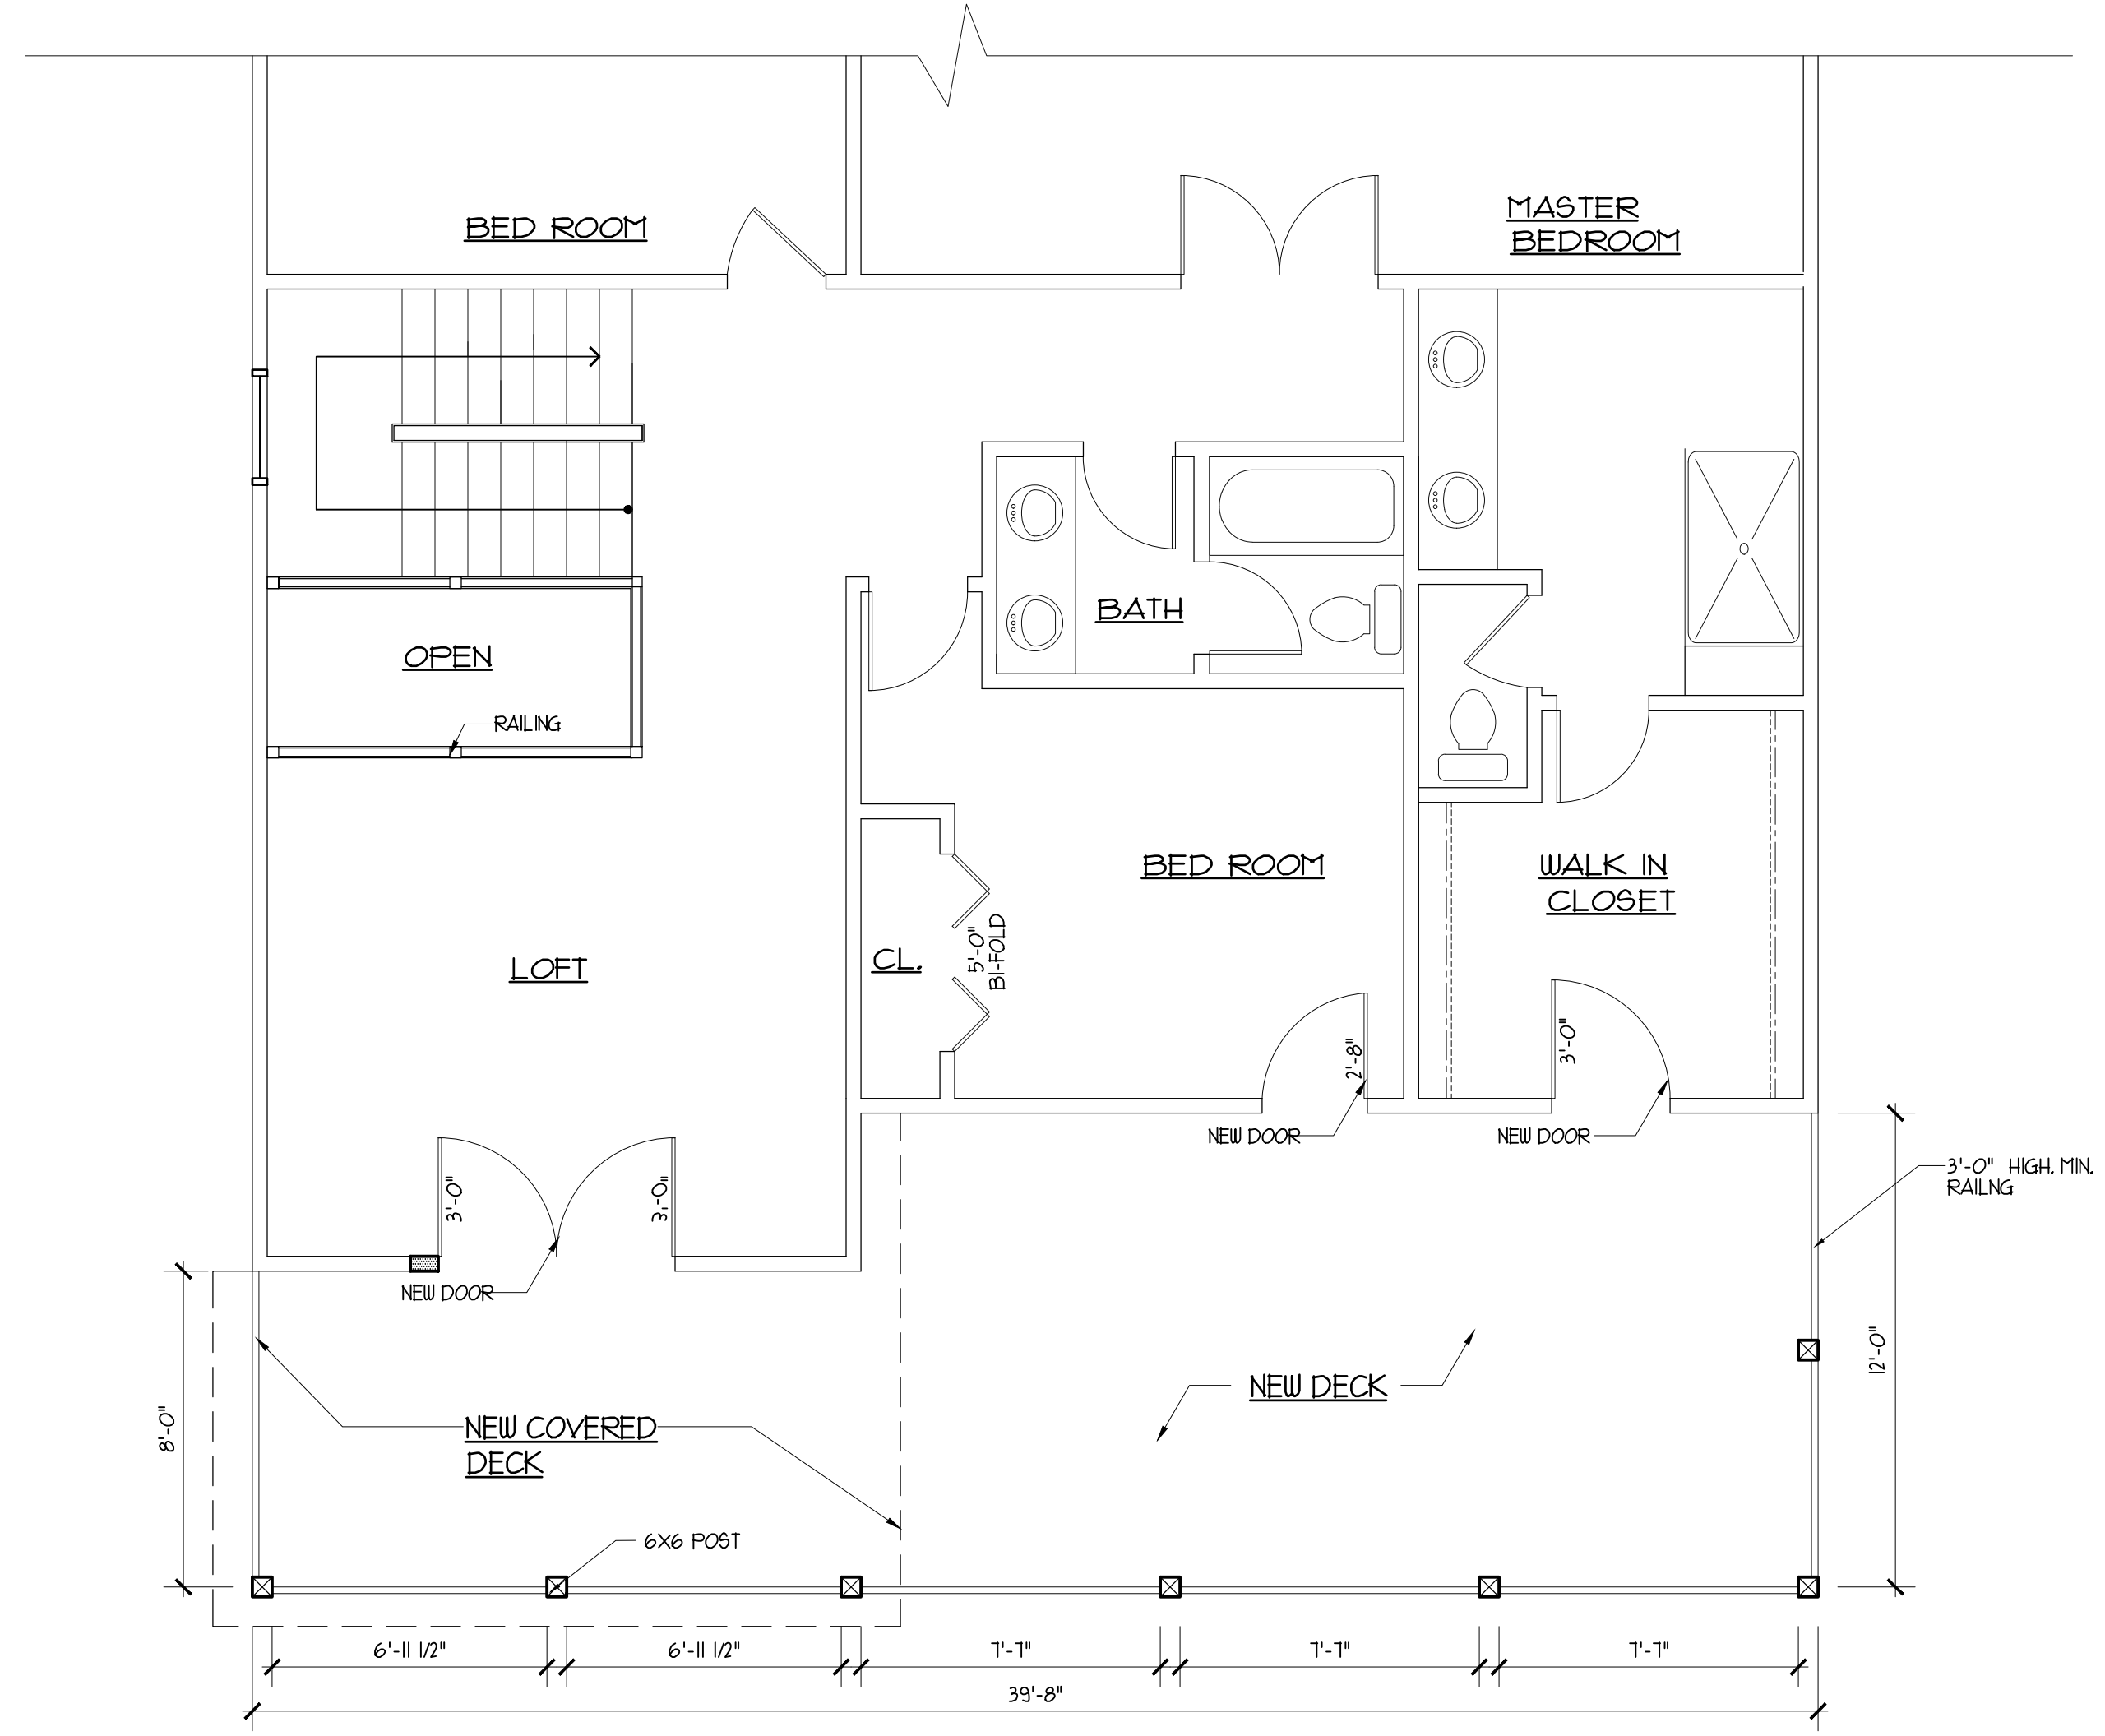 BED ROOM
MASTER
BEDROOM
BATH
OPEN
RAILING
BED ROOM
WALK IN
CLOSET
LOFT
CL.
5'-0"
BI-FOLD
2'-8"
3'-0"
NEW DOOR
NEW DOOR
3'-0" HIGH. MIN.
RAILNG
3'-0"
3'-0"
NEW DOOR
12'-0"
NEW DECK
8'-0"
NEW COVERED
DECK
6X6 POST
6'-11 1/2"
6'-11 1/2"
7'-7"
7'-7"
7'-7"
39'-8"